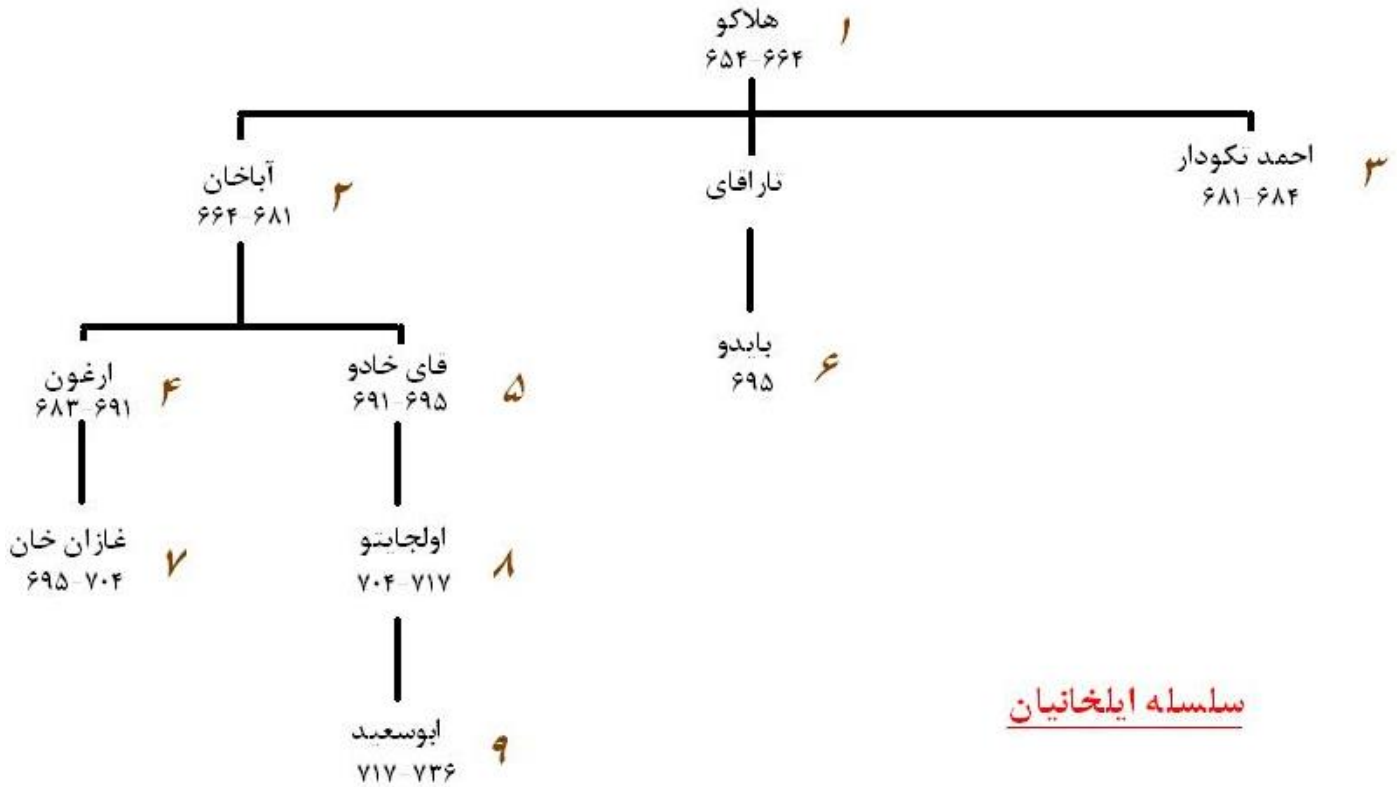 هلاکو ۱
۶۵۴-۶۶۴
احمد تکودار ۳
۶۸۱-۶۸۴
تاراقای
آباخان ۲
۶۶۴-۶۸۱
بایدو ۶
۶۹۵
قای خادو ۵
۶۹۱-۶۹۵
ارغون ۴
۶۸۳-۶۹۱
اولجایتو ۸
۷۰۴-۷۱۷
غازان خان ۷
۶۹۵-۷۰۴
ابوسعید ۹
۷۱۷-۷۳۶
سلسله ایلخانیان